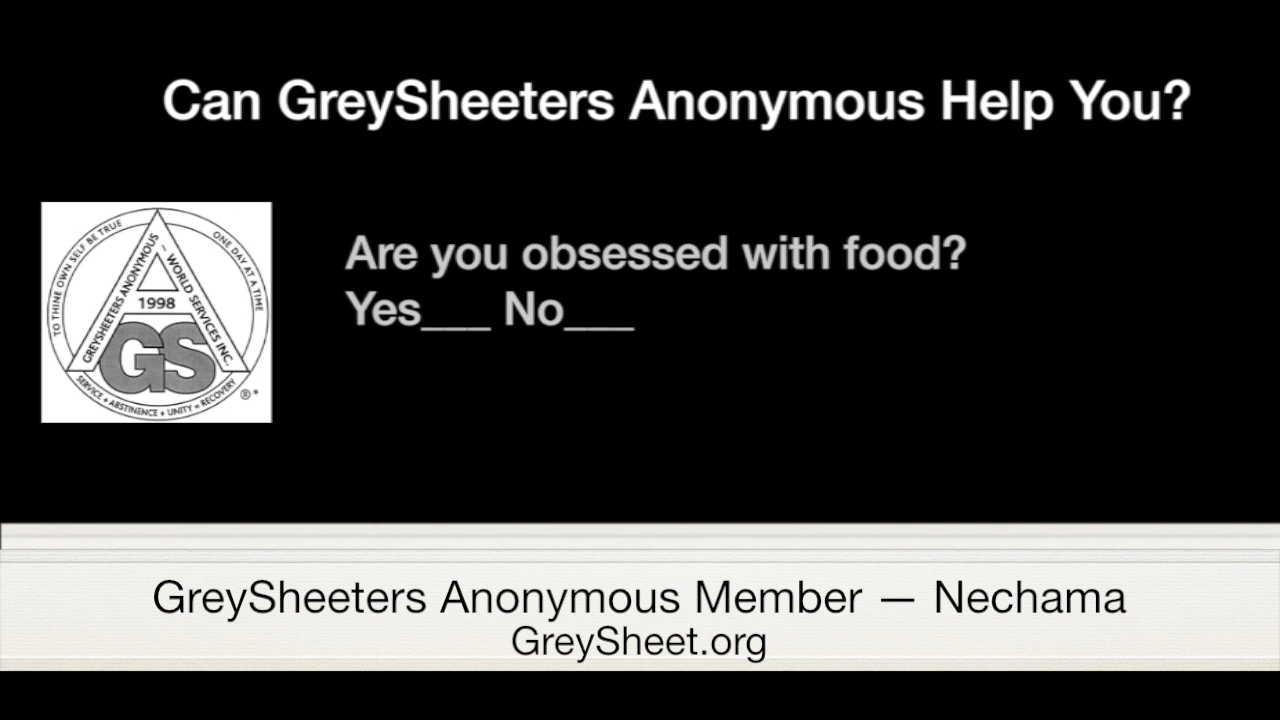 Can GreySheeters Anonymous Help You?
TO THINE OWN SELF BE TRUE
ONE DAY AT A TIME
GREYSHEETERS ANONYMOUS - WORLD SERVICES INC.
1998
GS
SERVICE + ABSTINENCE + UNITY = RECOVERY
®*
Are you obsessed with food?
Yes___ No___
GreySheeters Anonymous Member — Nechama
GreySheet.org